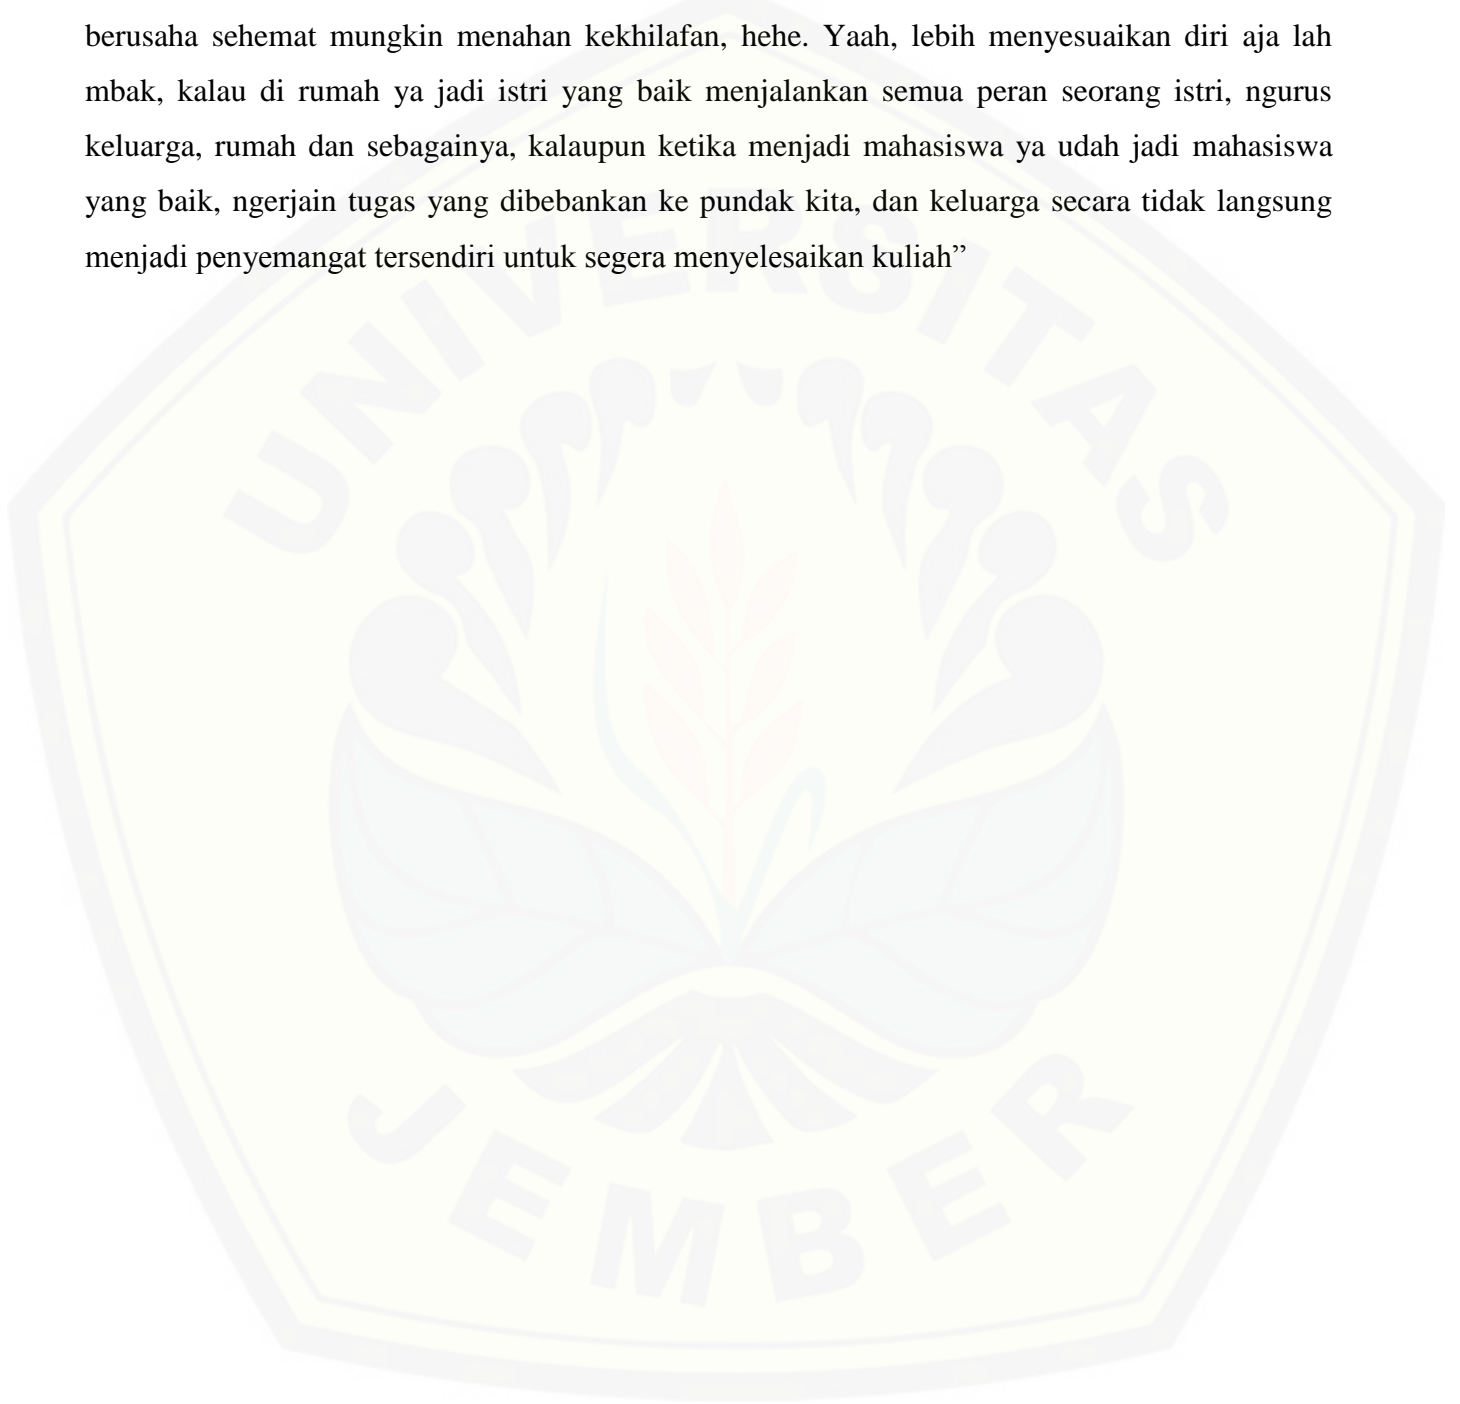 berusaha sehemat mungkin menahan kekhilafan, hehe. Yaah, lebih menyesuaikan diri aja lah
mbak, kalau di rumah ya jadi istri yang baik menjalankan semua peran seorang istri, ngurus
keluarga, rumah dan sebagainya, kalaupun ketika menjadi mahasiswa ya udah jadi mahasiswa
yang baik, ngerjain tugas yang dibebankan ke pundak kita, dan keluarga secara tidak langsung
menjadi penyemangat tersendiri untuk segera menyelesaikan kuliah”
UNIVERSITAS
JEMBER